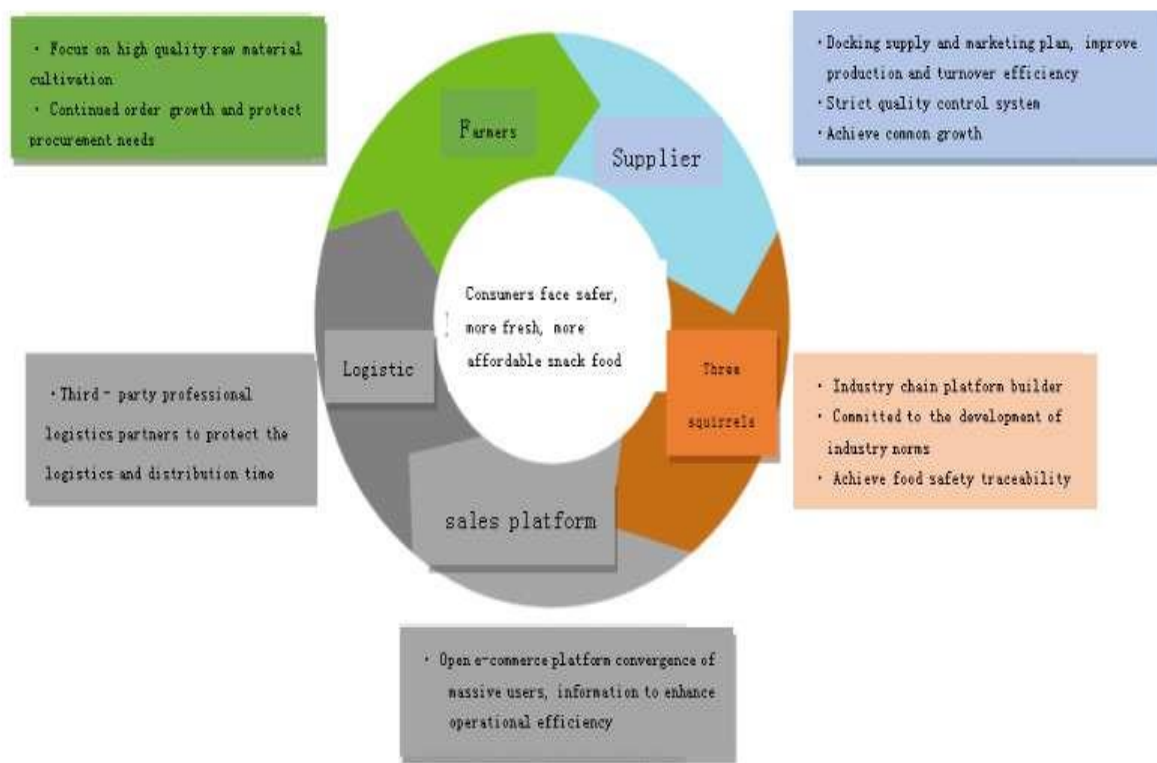 · Focus on high quality raw material
cultivation
· Continued order growth and protect
procurement needs
Farmers
Supplier
·Docking supply and marketing plan, improve
production and turnover efficiency
·Strict quality control system
·Achieve common growth
Consumers face safer,
more fresh, more
affordable snack food
Logistic
Three
squirrels
·Third - party professional
logistics partners to protect the
logistics and distribution time
· Industry chain platform builder
· Committed to the development of
industry norms
· Achieve food safety traceability
sales platform
· Open e-commerce platform convergence of
massive users, information to enhance
operational efficiency